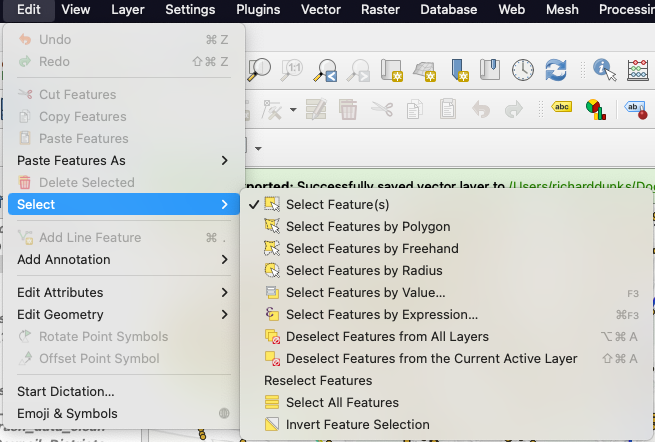 Edit View Layer Settings Plugins Vector Raster Database Web Mesh Processin
Undo ⌘ Z
Redo ⇧ ⌘ Z
1:1
Cut Features
Copy Features
abc
ab
Paste Features
Paste Features As
Delete Selected
ported: Successfully saved vector layer to /Users/richarddunks/Do
Select
Select Feature(s)
Select Features by Polygon
Add Line Feature ⌘ .
Select Features by Freehand
Add Annotation
Select Features by Radius
Edit Attributes
Select Features by Value... F3
Edit Geometry
Select Features by Expression... ⌘F3
Rotate Point Symbols
Deselect Features from All Layers ⌥ ⌘ A
Offset Point Symbol
Deselect Features from the Current Active Layer ⇧ ⌘ A
Reselect Features
Start Dictation...
Select All Features
Emoji & Symbols
Invert Feature Selection